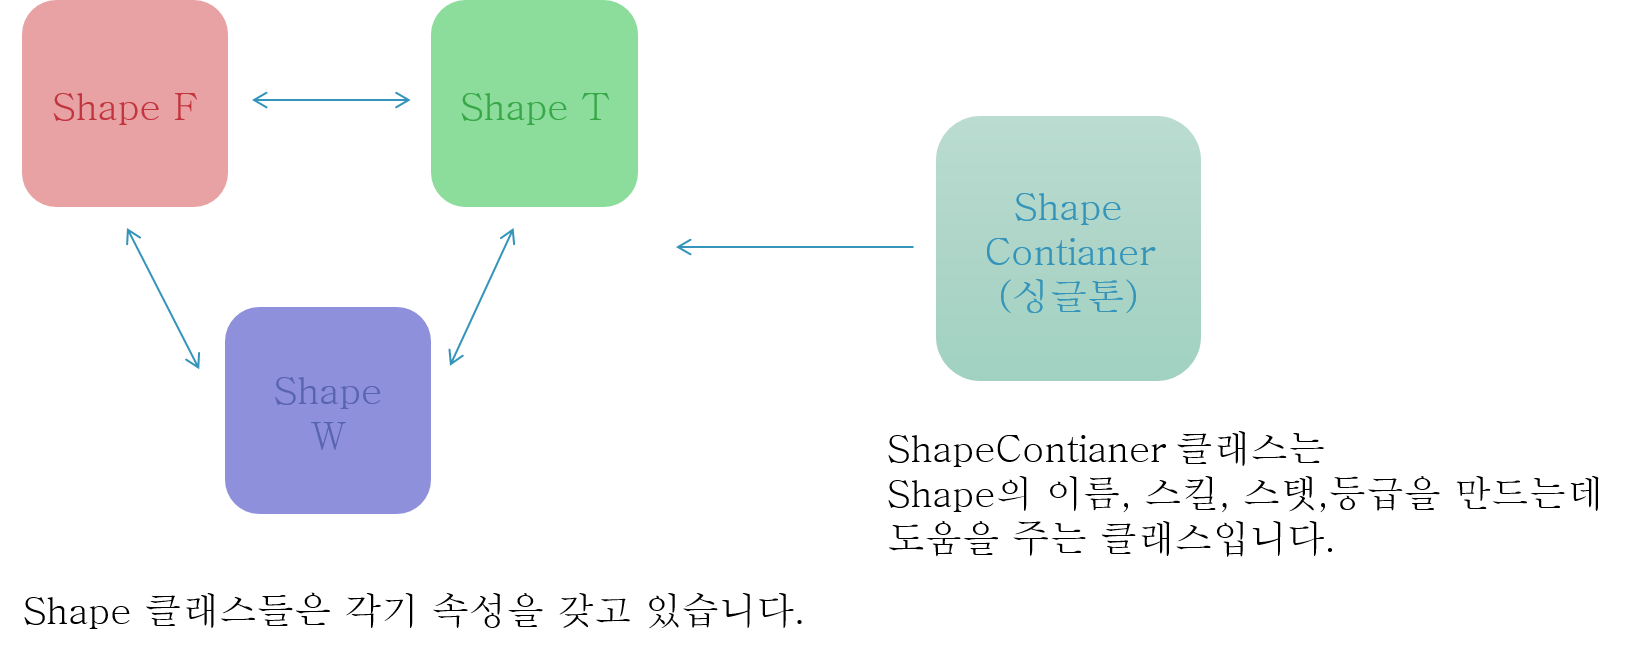 Shape F
Shape T
Shape
W
Shape
Contianer
(싱글톤)
ShapeContianer 클래스는
Shape의 이름, 스킬, 스탯,등급을 만드는데
도움을 주는 클래스입니다.
Shape 클래스들은 각기 속성을 갖고 있습니다.